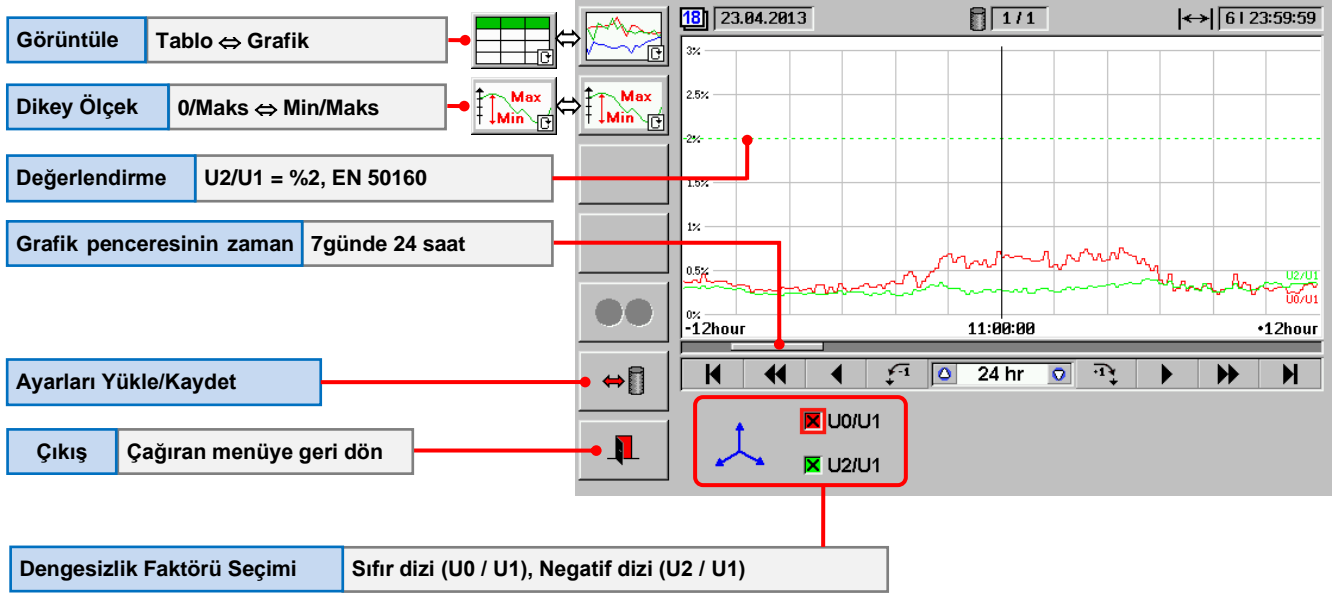 Görüntüle Tablo ⇔ Grafik
Dikey Ölçek 0/Maks ⇔ Min/Maks
Değerlendirme U2/U1 = %2, EN 50160
Grafik penceresinin zaman 7günde 24 saat
Ayarları Yükle/Kaydet
Çıkış Çağıran menüye geri dön
Dengesizlik Faktörü Seçimi Sıfır dizi (U0 / U1), Negatif dizi (U2 / U1)
Max
Min
Max
Min
18 23.04.2013 1 / 1 6 | 23:59:59
3%
2.5%
2%
1.5%
1%
0.5%
0%
U2/U1
U0/U1
-12hour 11:00:00 +12hour
-1 24 hr +1
U0/U1
U2/U1